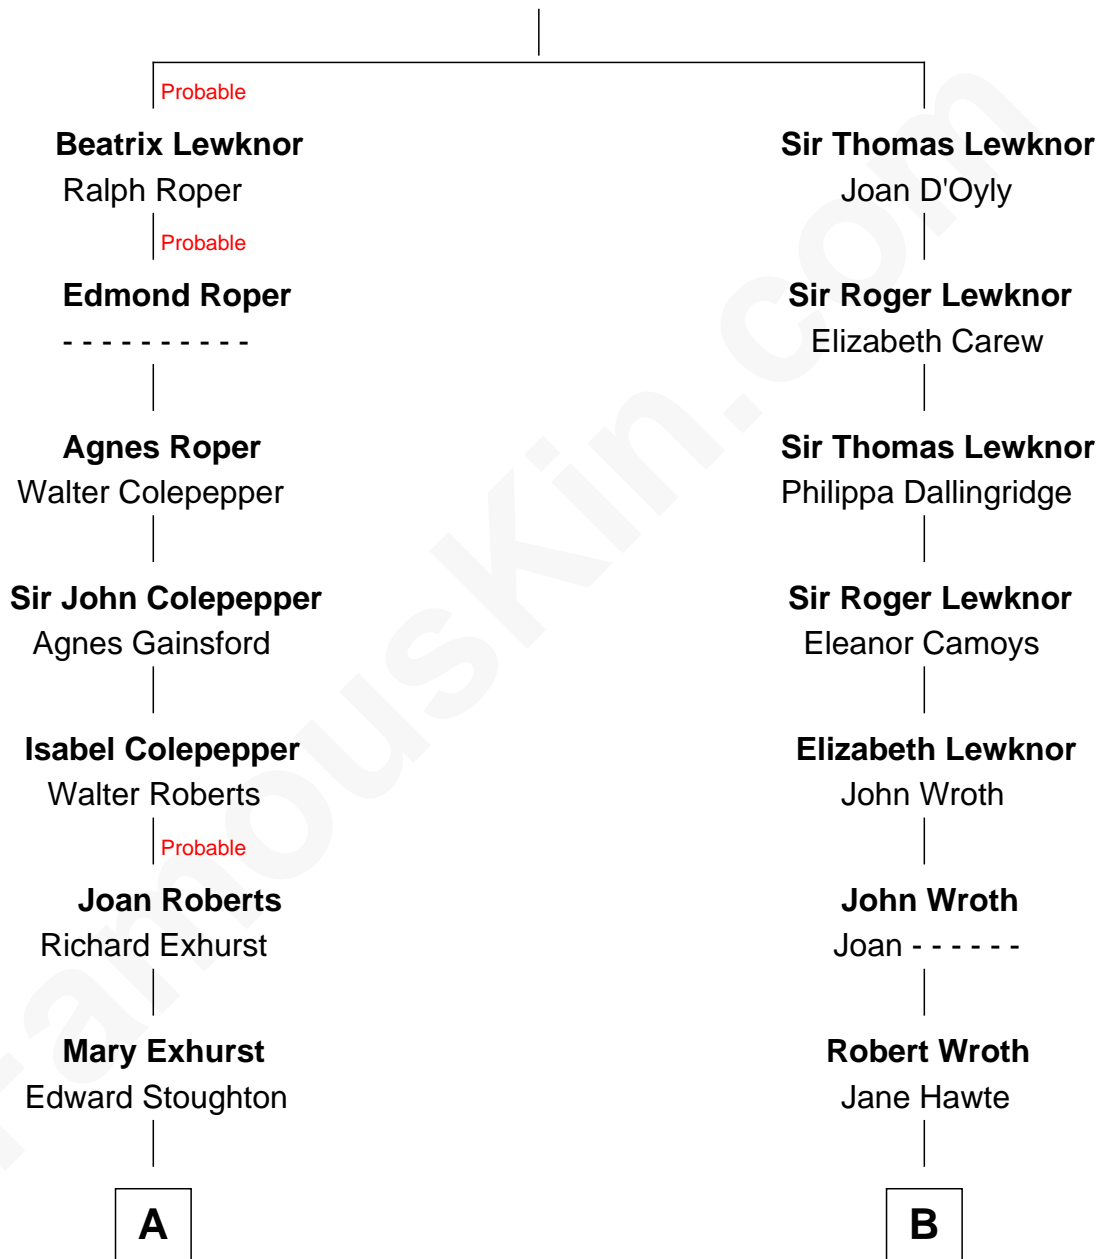 Probable
Beatrix Lewknor
Ralph Roper
Probable
Edmond Roper
- - - - - - - - - -
Agnes Roper
Walter Colepepper
Sir John Colepepper
Agnes Gainsford
Isabel Colepepper
Walter Roberts
Probable
Joan Roberts
Richard Exhurst
Mary Exhurst
Edward Stoughton
A
Sir Thomas Lewknor
Joan D'Oyly
Sir Roger Lewknor
Elizabeth Carew
Sir Thomas Lewknor
Philippa Dallingridge
Sir Roger Lewknor
Eleanor Camoys
Elizabeth Lewknor
John Wroth
John Wroth
Joan - - - - - -
Robert Wroth
Jane Hawte
B
FamousKin.com